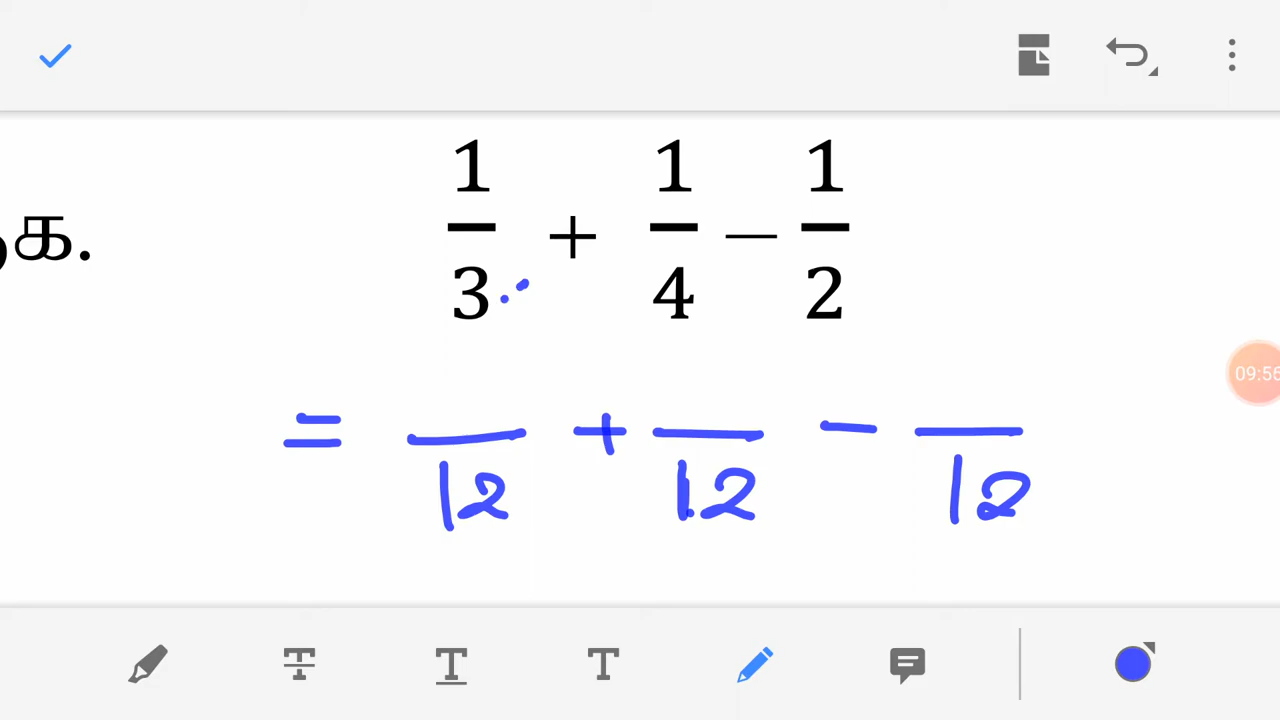 க. 1/3 + 1/4 − 1/2
09:56
= /12 + /12 − /12
T T T